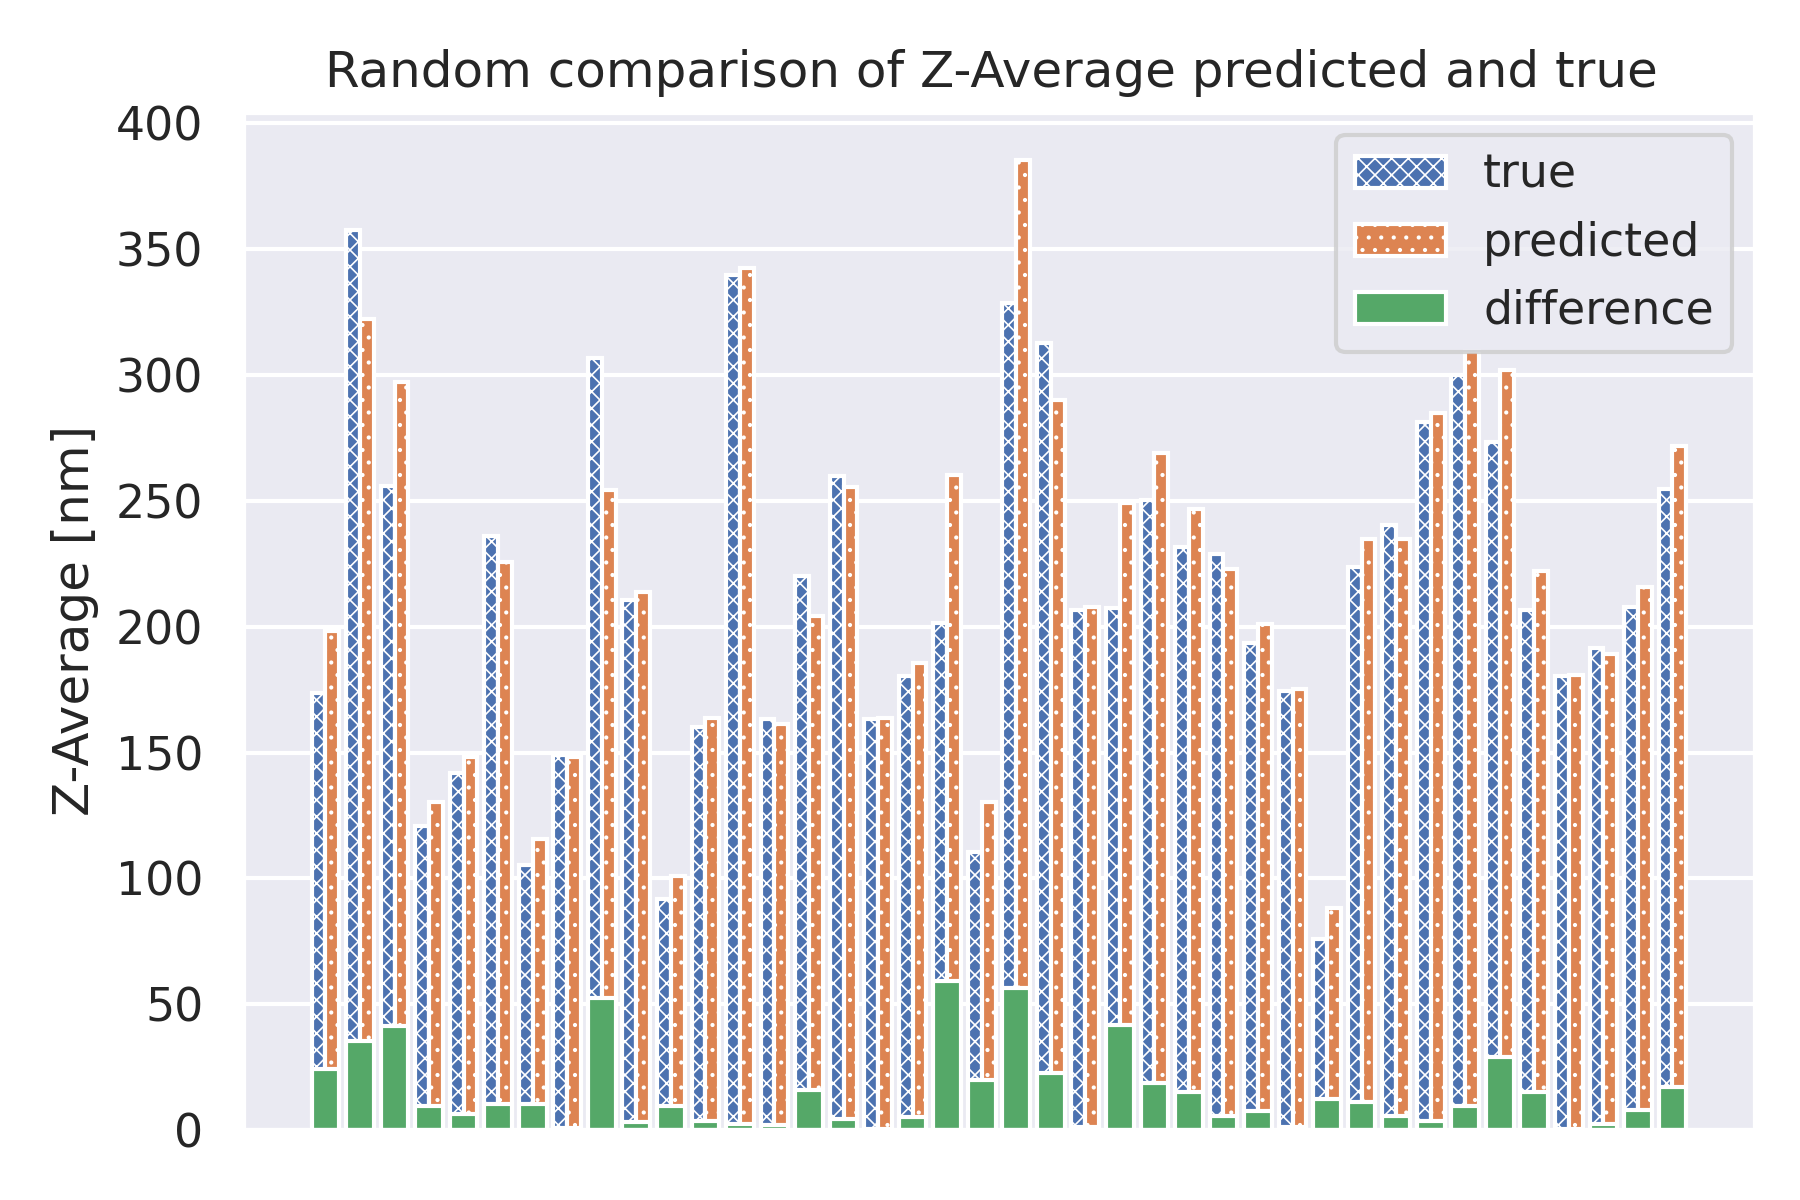 Random comparison of Z-Average predicted and true
400
350
300
250
200
150
100
50
0
Z-Average [nm]
true
predicted
difference